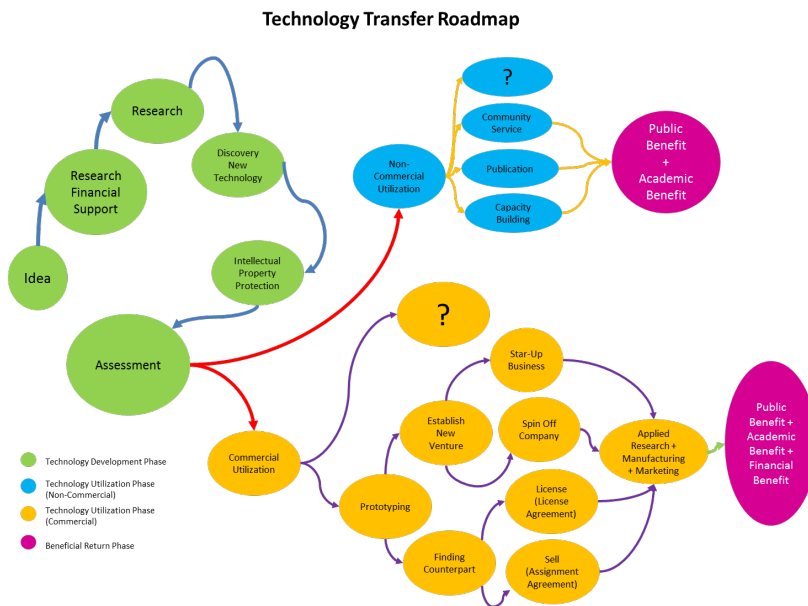 Technology Transfer Roadmap
Idea
Research
Financial
Support
Research
Discovery
New
Technology
Intellectual
Property
Protection
Assessment
Non-
Commercial
Utilization
?
Community
Service
Publication
Capacity
Building
Public
Benefit
+
Academic
Benefit
Commercial
Utilization
?
Prototyping
Establish
New
Venture
Finding
Counterpart
Star-Up
Business
Spin Off
Company
License
(License
Agreement)
Sell
(Assignment
Agreement)
Applied
Research +
Manufacturing
+ Marketing
Public
Benefit +
Academic
Benefit +
Financial
Benefit
Technology Development Phase
Technology Utilization Phase
(Non-Commercial)
Technology Utilization Phase
(Commercial)
Beneficial Return Phase